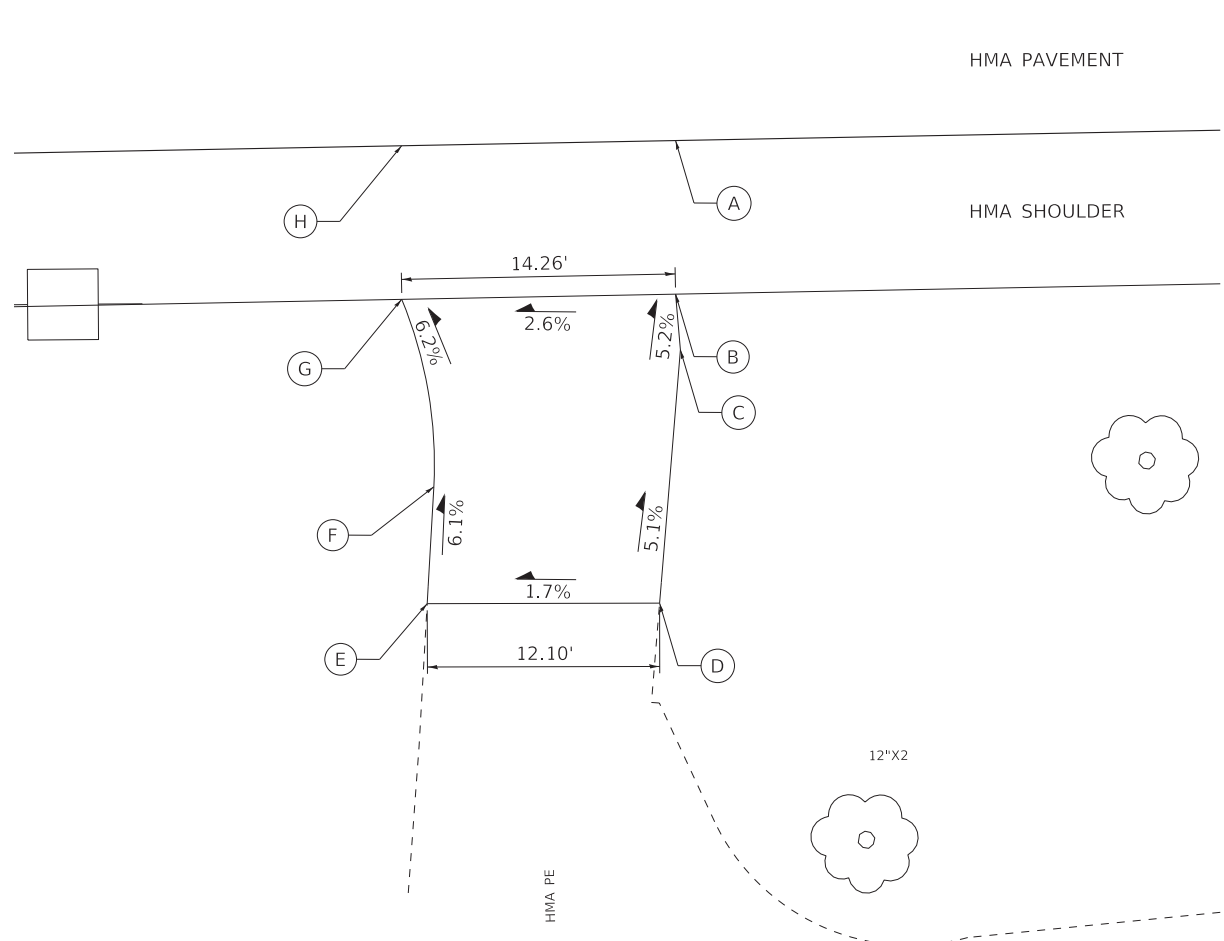 HMA PAVEMENT
A
HMA SHOULDER
H
14.26'
2.6%
6.2%
5.2%
B
G
C
F
6.1%
5.1%
1.7%
12.10'
E
D
12"X2
HMA PE